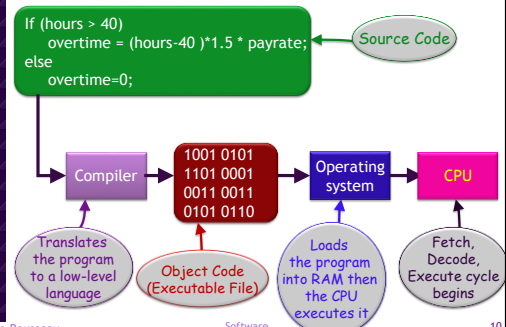 If (hours > 40)
overtime = (hours-40 )*1.5 * payrate;
else
overtime=0;
Source Code
Compiler
1001 0101
1101 0001
0011 0011
0101 0110
Operating
system
CPU
Translates
the program
to a low-level
language
Object Code
(Executable File)
Loads
the program
into RAM then
the CPU
executes it
Fetch,
Decode,
Execute cycle
begins
Software
10